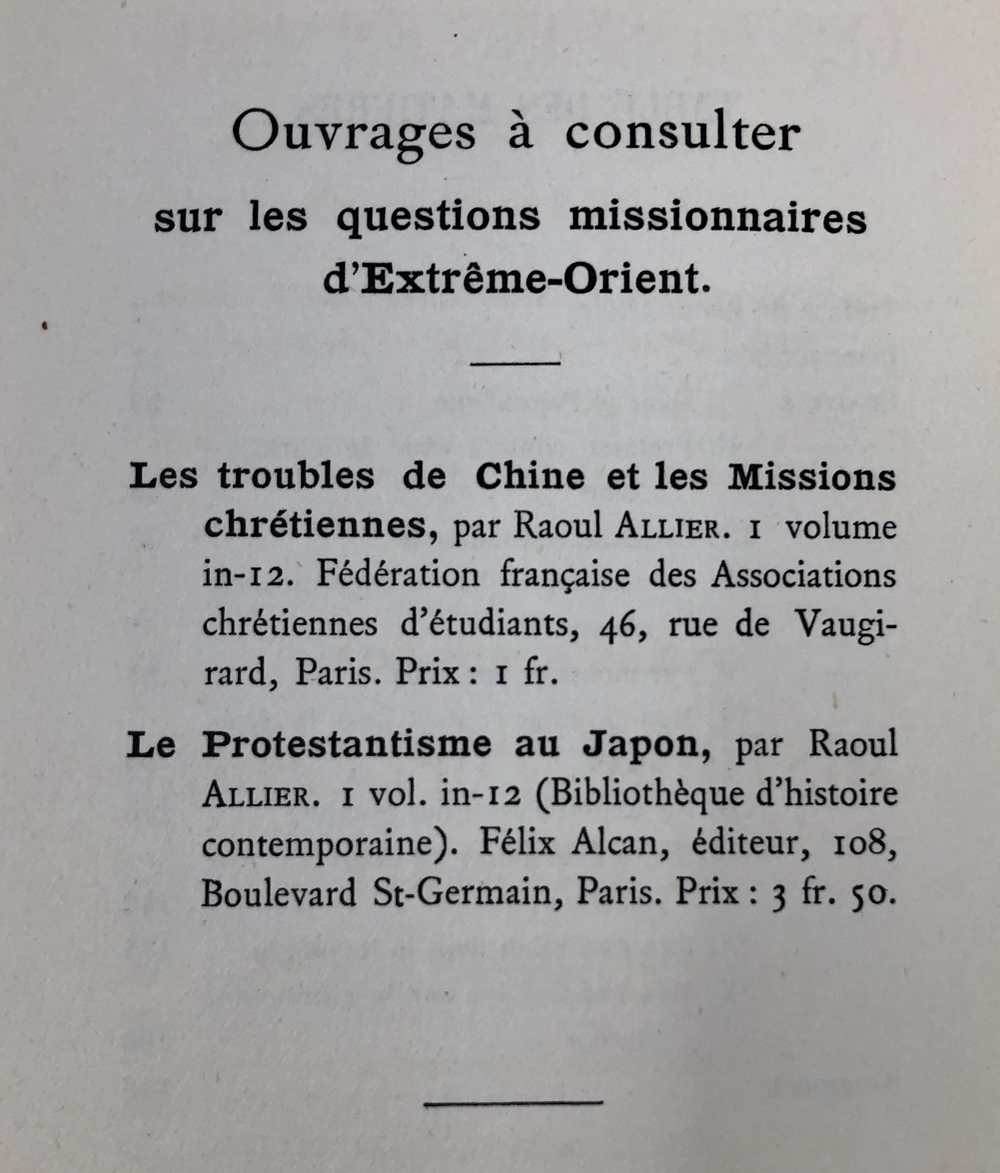 Ouvrages à consulter
sur les questions missionnaires
d'Extrême-Orient.
Les troubles de Chine et les Missions
chrétiennes, par Raoul ALLIER. 1 volume
in-12. Fédération française des Associations
chrétiennes d'étudiants, 46, rue de Vaugi-
rard, Paris. Prix : 1 fr.
Le Protestantisme au Japon, par Raoul
ALLIER. 1 vol. in-12 (Bibliothèque d'histoire
contemporaine). Félix Alcan, éditeur, 108,
Boulevard St-Germain, Paris. Prix : 3 fr. 50.